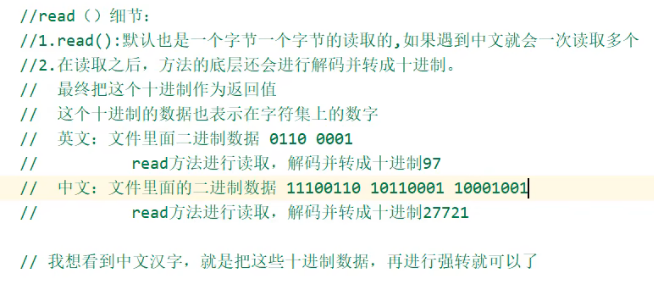 //read（）细节：
//1.read():默认也是一个字节一个字节的读取的,如果遇到中文就会一次读取多个
//2.在读取之后，方法的底层还会进行解码并转成十进制。
// 最终把这个十进制作为返回值
// 这个十进制的数据也表示在字符集上的数字
// 英文：文件里面二进制数据 0110 0001
// read方法进行读取，解码并转成十进制97
// 中文：文件里面的二进制数据 11100110 10110001 10001001
// read方法进行读取，解码并转成十进制27721
// 我想看到中文汉字，就是把这些十进制数据，再进行强转就可以了